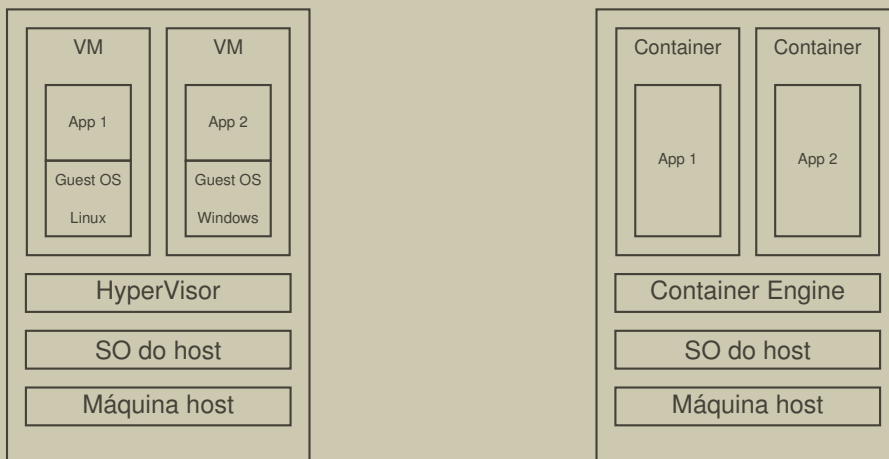 VM
VM
App 1
App 2
Guest OS
Linux
Guest OS
Windows
HyperVisor
SO do host
Máquina host
Container
Container
App 1
App 2
Container Engine
SO do host
Máquina host